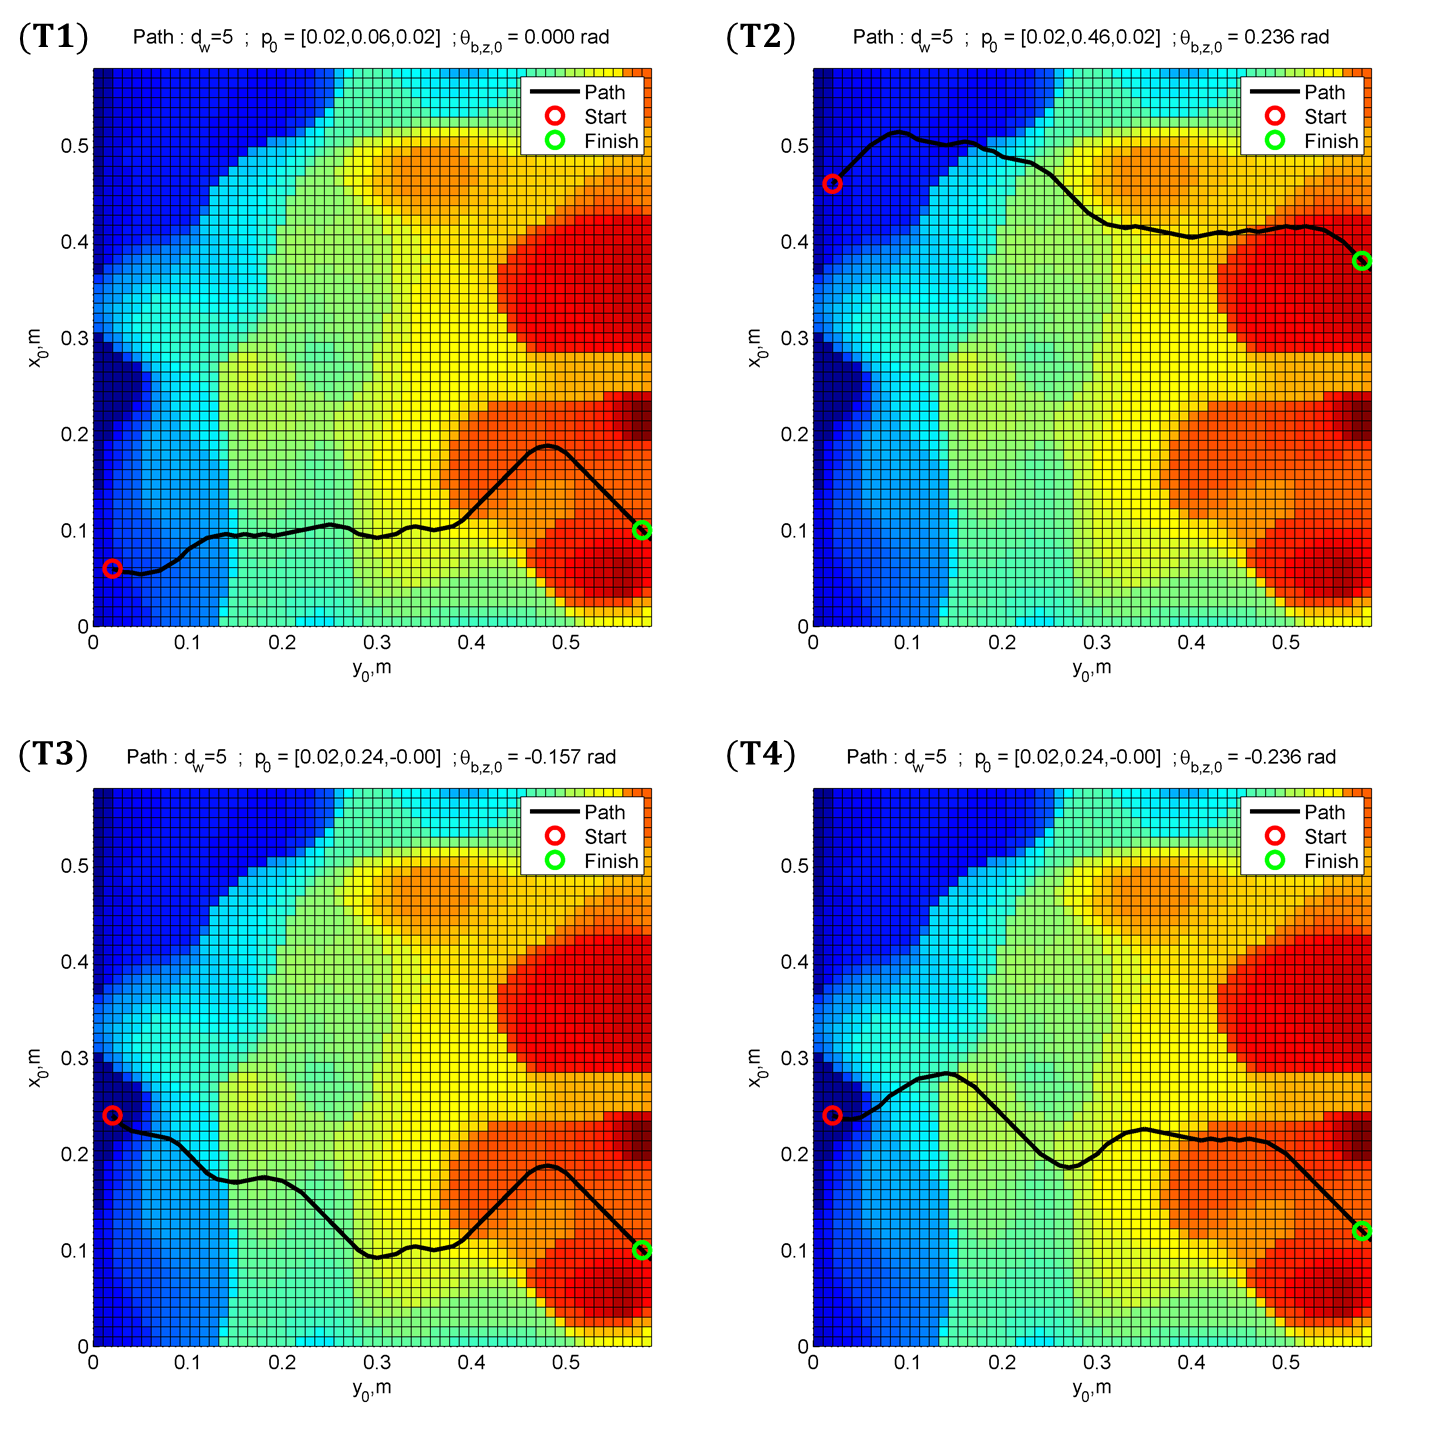 (T1)
Path : d_w=5 ; p_0 = [0.02,0.06,0.02] ;θ_b,z,0 = 0.000 rad
Path
Start
Finish
0.5
0.4
0.3
0.2
0.1
0
x_0,m
0 0.1 0.2 0.3 0.4 0.5
y_0,m
(T2)
Path : d_w=5 ; p_0 = [0.02,0.46,0.02] ;θ_b,z,0 = 0.236 rad
Path
Start
Finish
0.5
0.4
0.3
0.2
0.1
0
x_0,m
0 0.1 0.2 0.3 0.4 0.5
y_0,m
(T3)
Path : d_w=5 ; p_0 = [0.02,0.24,-0.00] ;θ_b,z,0 = -0.157 rad
Path
Start
Finish
0.5
0.4
0.3
0.2
0.1
0
x_0,m
0 0.1 0.2 0.3 0.4 0.5
y_0,m
(T4)
Path : d_w=5 ; p_0 = [0.02,0.24,-0.00] ;θ_b,z,0 = -0.236 rad
Path
Start
Finish
0.5
0.4
0.3
0.2
0.1
0
x_0,m
0 0.1 0.2 0.3 0.4 0.5
y_0,m